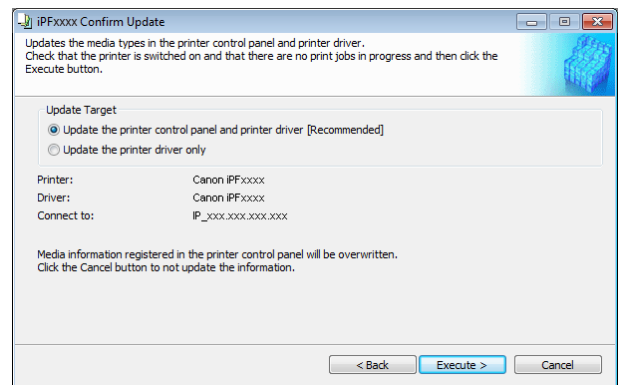 iPFxxxx Confirm Update
Updates the media types in the printer control panel and printer driver.
Check that the printer is switched on and that there are no print jobs in progress and then click the
Execute button.
Update Target
Update the printer control panel and printer driver [Recommended]
Update the printer driver only
Printer: Canon iPFxxxx
Driver: Canon iPFxxxx
Connect to: IP_xxx.xxx.xxx.xxx
Media information registered in the printer control panel will be overwritten.
Click the Cancel button to not update the information.
< Back Execute > Cancel